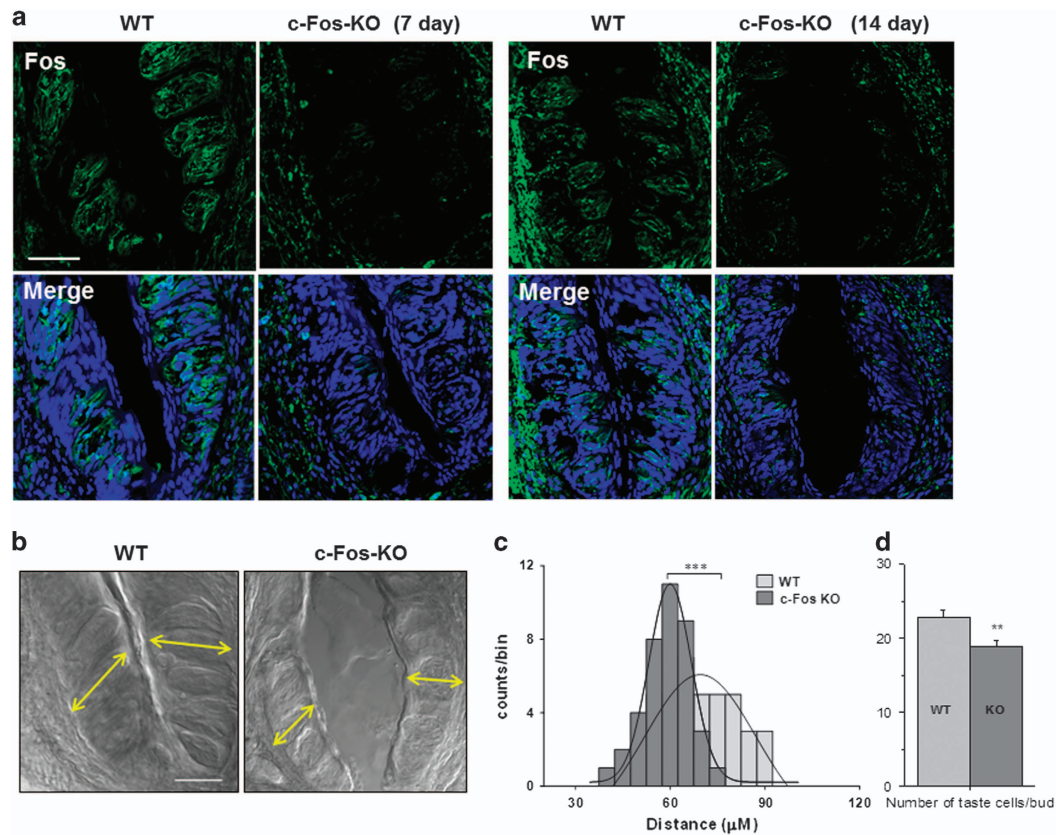 a
WT
c-Fos-KO (7 day)
WT
c-Fos-KO (14 day)
Fos
Fos
Merge
Merge
b
WT
c-Fos-KO
c
12
8
4
0
counts/bin
***
WT
c-Fos KO
30
60
90
120
Distance (μM)
d
30
20
10
0
**
WT
KO
Number of taste cells/bud